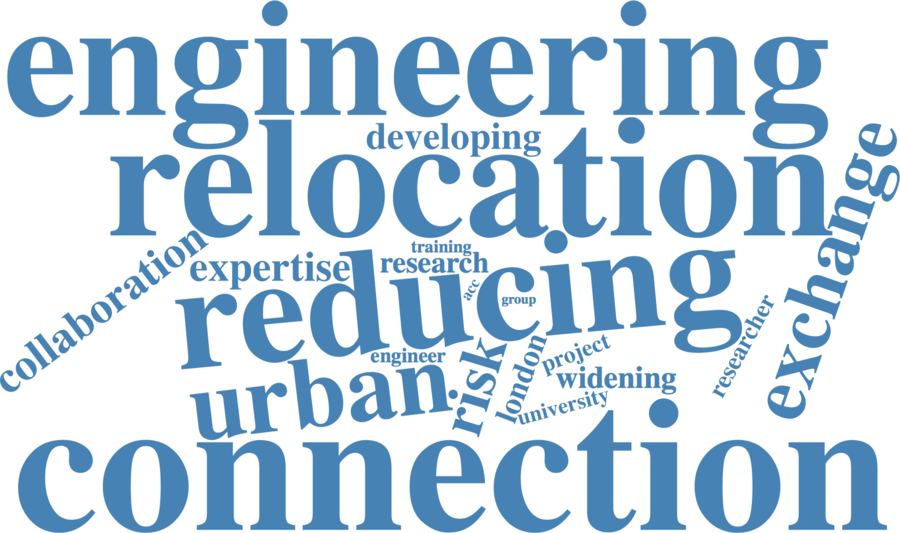 engineering
developing
relocation
exchange
collaboration
training
expertise
research
reducing
acc
group
researcher
engineer
risk
london
project
urban
widening
university
connection